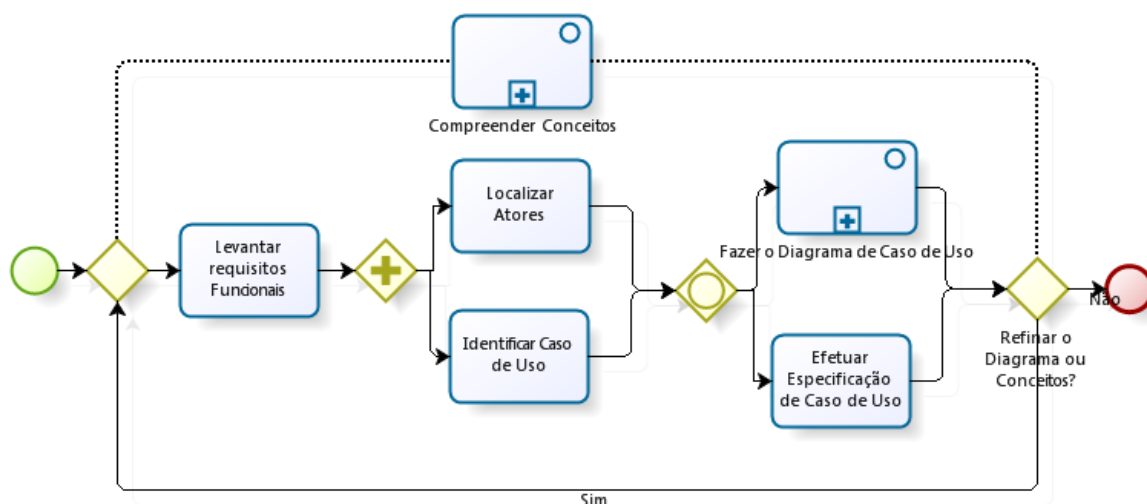 Compreender Conceitos
Levantar
requisitos
Funcionais
Localizar
Atores
Identificar Caso
de Uso
Fazer o Diagrama de Caso de Uso
Efetuar
Especificação
de Caso de Uso
Não
Refinar o
Diagrama ou
Conceitos?
Sim